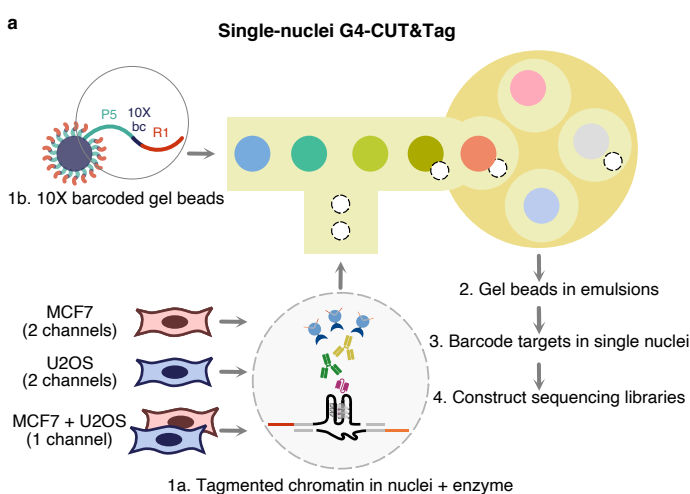 a
Single-nuclei G4-CUT&Tag
P5
10X
bc
R1
1b. 10X barcoded gel beads
MCF7
(2 channels)
U2OS
(2 channels)
MCF7 + U2OS
(1 channel)
1a. Tagmented chromatin in nuclei + enzyme
2. Gel beads in emulsions
3. Barcode targets in single nuclei
4. Construct sequencing libraries